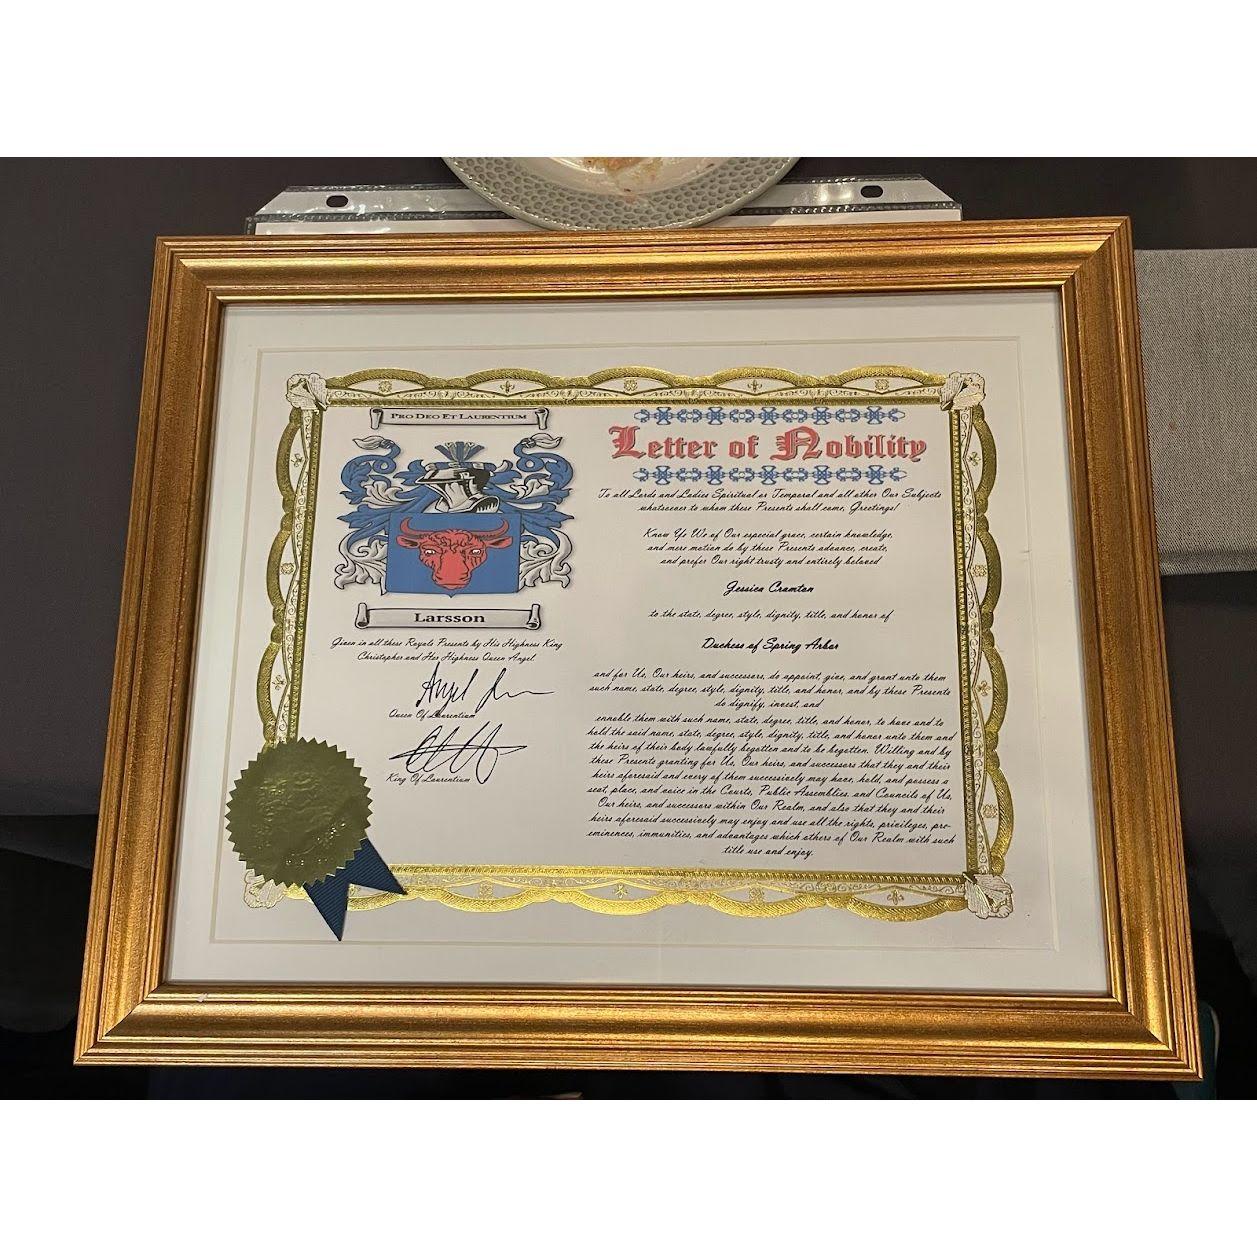 Pro Deo Et Laurentium
Larsson
Given in all these Royals Presents by His Highness King
Christopher and Her Highness Queen Angel.
Queen Of Laurentium
King Of Laurentium
Letter of Nobility
To all Lords and Ladies Spiritual or Temporal and all other Our Subjects
whatsoever to whom these Presents shall come, Greetings!
Know Ye We of Our especial grace, certain knowledge,
and mere motion do by these Presents advance, create,
and prefer Our right trusty and entirely beloved
Jessica Cramton
to the state, degree, style, dignity, title, and honor of
Duchess of Spring Arbor
and for Us, Our heirs, and successors, do appoint, give, and grant unto them
such name, state, degree, style, dignity, title, and honor, and by these Presents
do dignify, invest, and
ennoble them with such name, state, degree, title, and honor, to have and to
hold the said name, state, degree, style, dignity, title, and honor unto them and
the heirs of their body lawfully begotten and to be begotten. Willing and by
these Presents granting for Us, Our heirs, and successors that they and their
heirs aforesaid and every of them successively may have, hold, and possess a
seat, place, and voice in the Courts, Public Assemblies, and Councils of Us,
Our heirs, and successors within Our Realm, and also that they and their
heirs aforesaid successively may enjoy and use all the rights, privileges, pre-
eminences, immunities, and advantages which others of Our Realm with such
title use and enjoy.